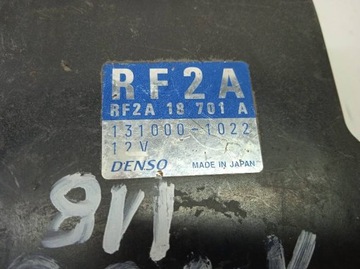 RF2A
RF2A 18 701 A
131000-1022
12V
DENSO MADE IN JAPAN